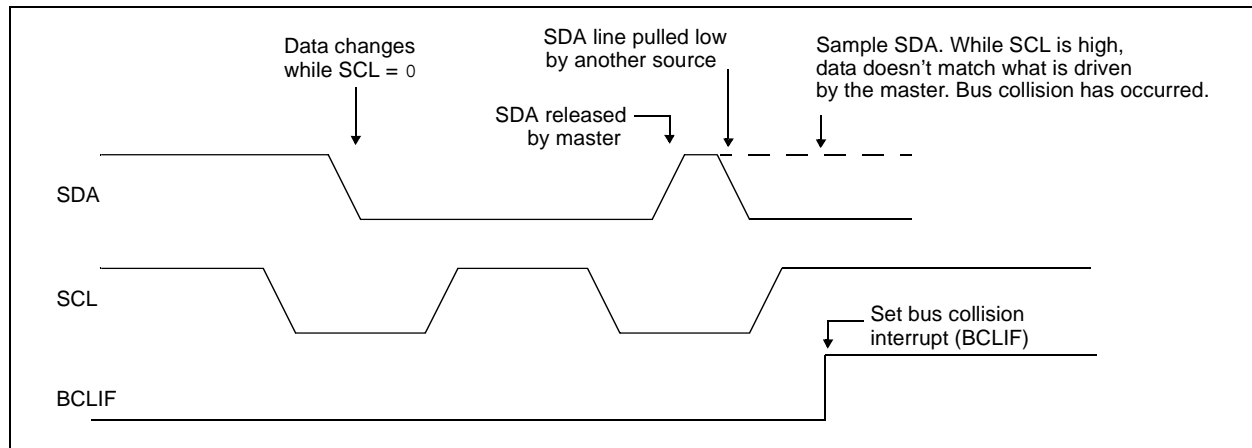 Data changes
while SCL = 0
SDA line pulled low
by another source
Sample SDA. While SCL is high,
data doesn't match what is driven
by the master. Bus collision has occurred.
SDA released
by master
SDA
SCL
Set bus collision
interrupt (BCLIF)
BCLIF